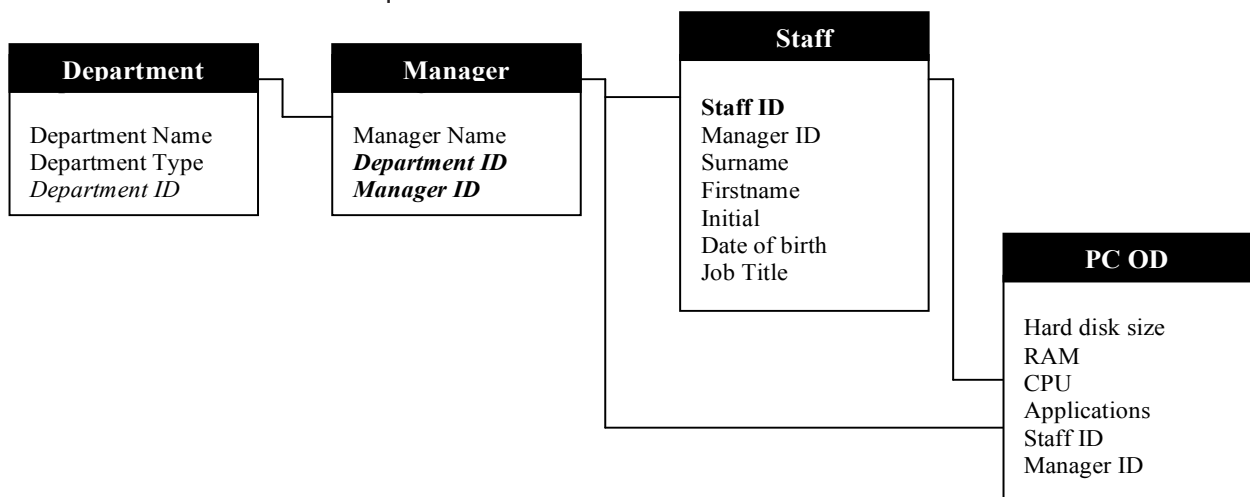 Department
Department Name
Department Type
Department ID
Manager
Manager Name
Department ID
Manager ID
Staff
Staff ID
Manager ID
Surname
Firstname
Initial
Date of birth
Job Title
PC OD
Hard disk size
RAM
CPU
Applications
Staff ID
Manager ID